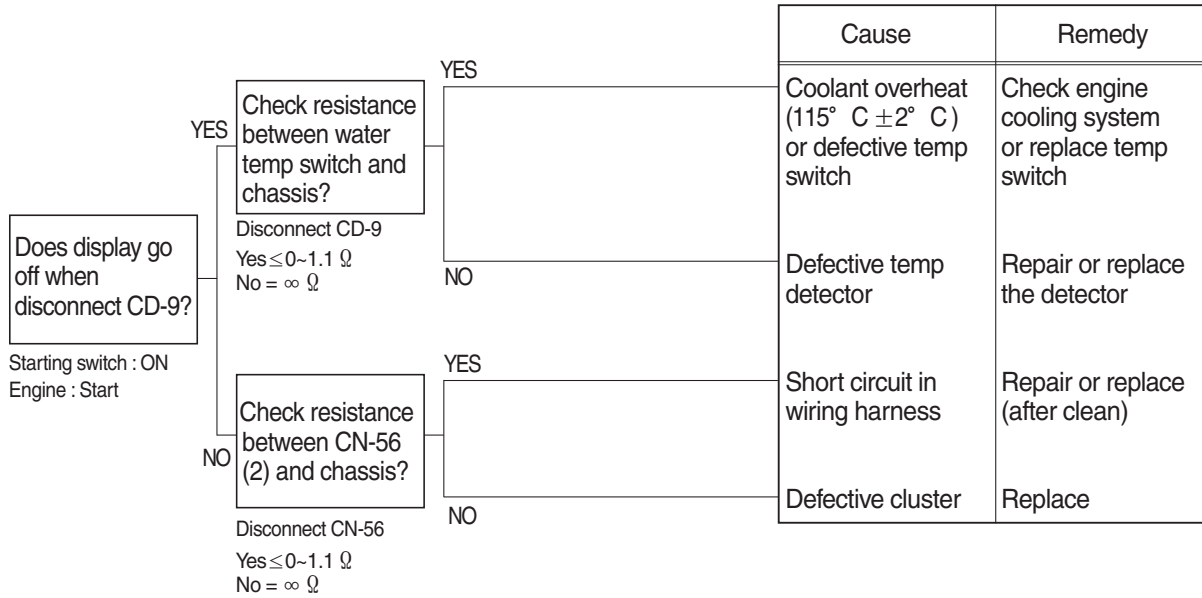 Cause
Remedy
YES
Check resistance
between water
temp switch and
chassis?
YES
Coolant overheat
(115° C ±2° C)
or defective temp
switch
Check engine
cooling system
or replace temp
switch
Disconnect CD-9
Yes≤0~1.1 Ω
No = ∞ Ω
Does display go
off when
disconnect CD-9?
NO
Defective temp
detector
Repair or replace
the detector
Starting switch : ON
Engine : Start
YES
Short circuit in
wiring harness
Repair or replace
(after clean)
NO
Check resistance
between CN-56
(2) and chassis?
NO
Defective cluster
Replace
Disconnect CN-56
Yes≤0~1.1 Ω
No = ∞ Ω